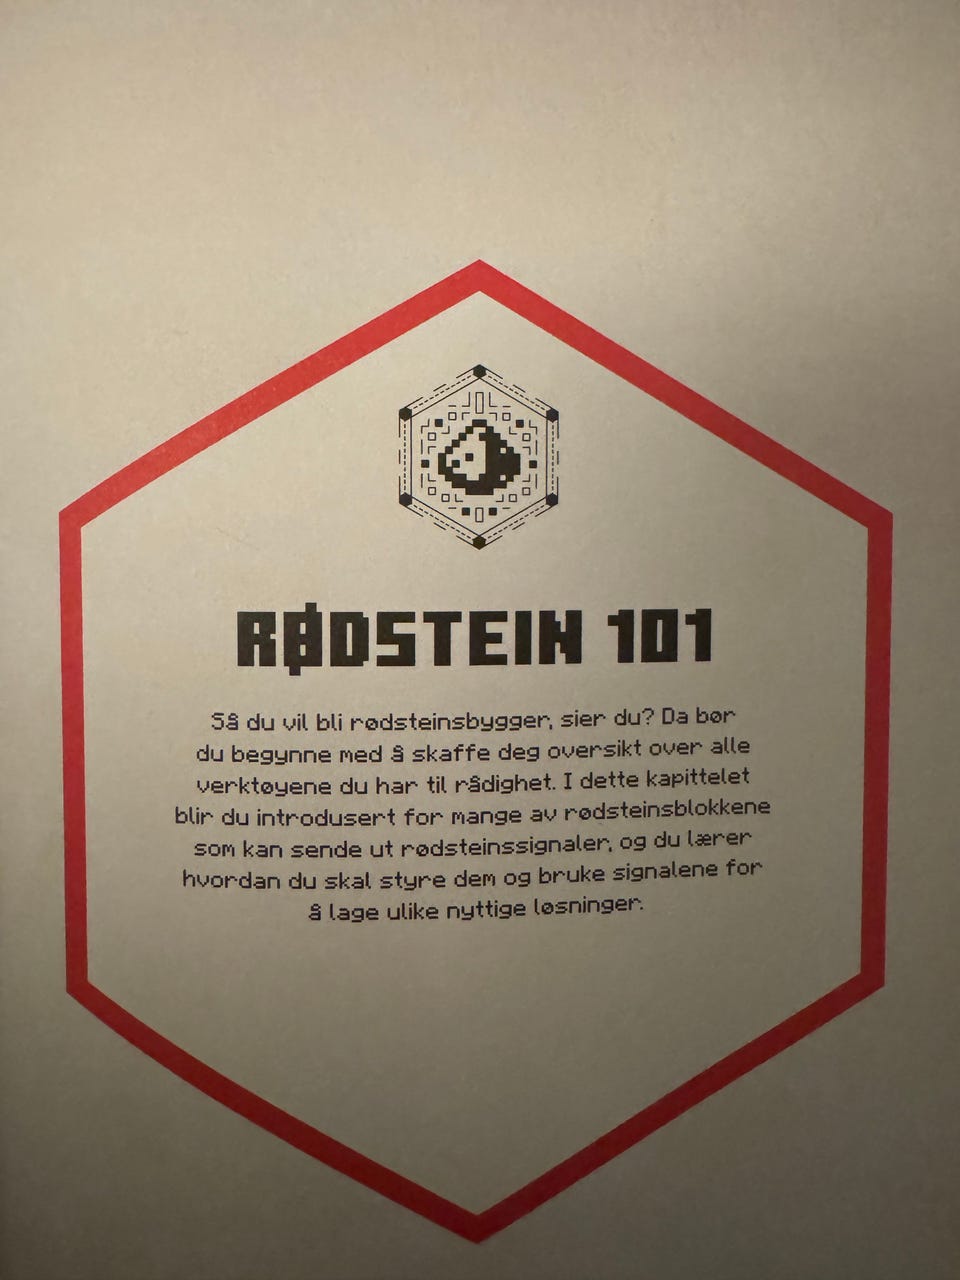 RØDSTEIN 101
Så du vil bli rødsteinsbygger, sier du? Da bør
du begynne med å skaffe deg oversikt over alle
verktøyene du har til rådighet. I dette kapittelet
blir du introdusert for mange av rødsteinsblokkene
som kan sende ut rødsteinssignaler, og du lærer
hvordan du skal styre dem og bruke signalene for
å lage ulike nyttige løsninger.